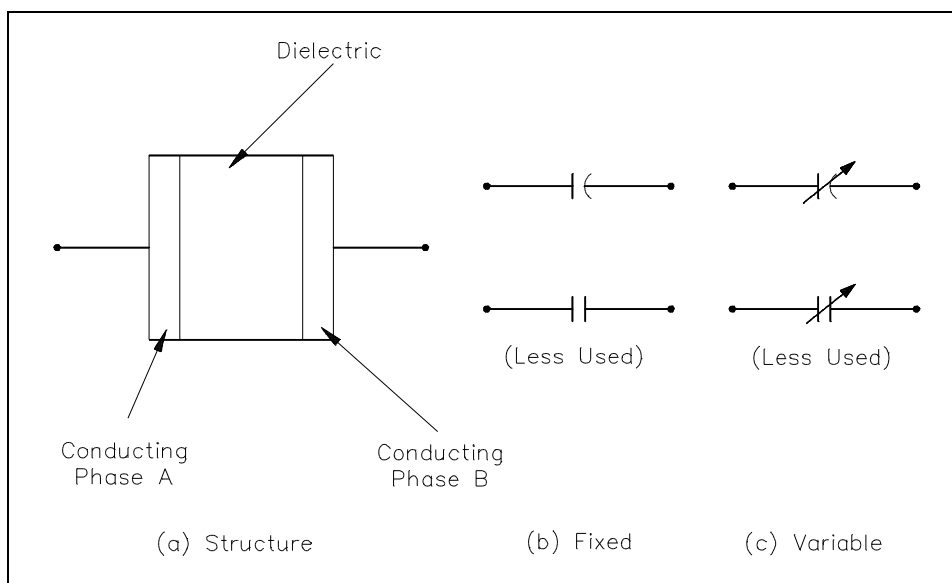 Dielectric
(Less Used)
(Less Used)
Conducting
Phase A
Conducting
Phase B
(a) Structure
(b) Fixed
(c) Variable